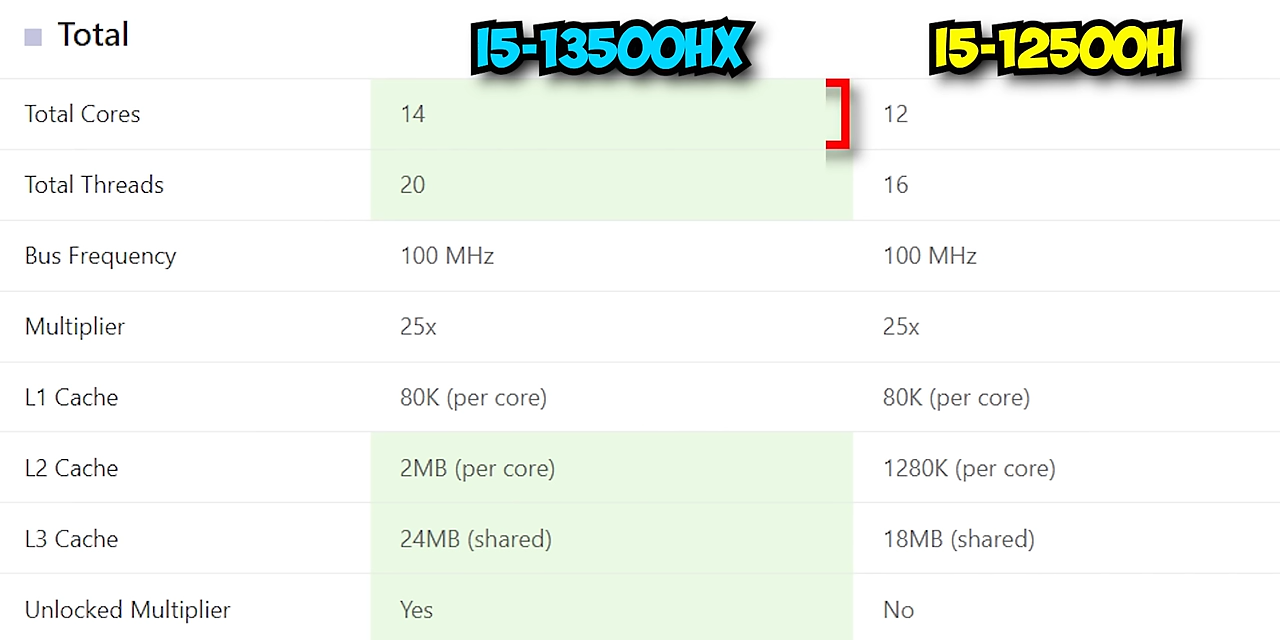 Total I5-13500HX I5-12500H
Total Cores 14 12
Total Threads 20 16
Bus Frequency 100 MHz 100 MHz
Multiplier 25x 25x
L1 Cache 80K (per core) 80K (per core)
L2 Cache 2MB (per core) 1280K (per core)
L3 Cache 24MB (shared) 18MB (shared)
Unlocked Multiplier Yes No